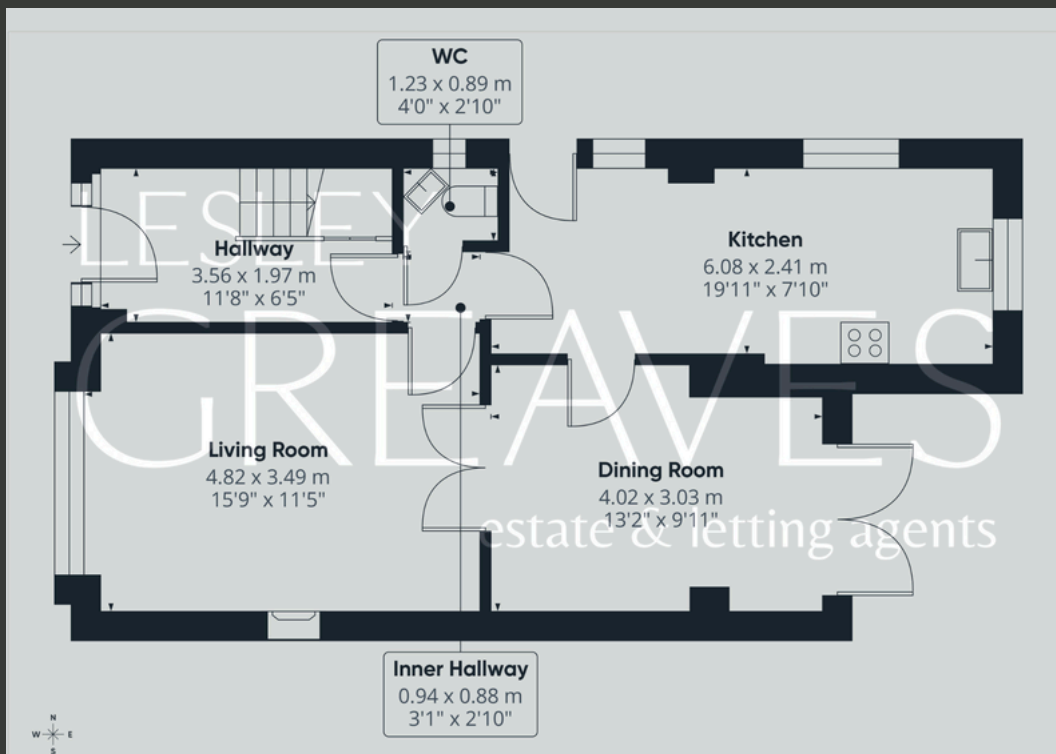 WC
1.23 x 0.89 m
4'0" x 2'10"
LESLEY
Hallway
3.56 x 1.97 m
11'8" x 6'5"
Kitchen
6.08 x 2.41 m
19'11" x 7'10"
GREAVES
Living Room
4.82 x 3.49 m
15'9" x 11'5"
Dining Room
4.02 x 3.03 m
13'2" x 9'11"
estate & letting agents
Inner Hallway
0.94 x 0.88 m
3'1" x 2'10"
N
W E
S